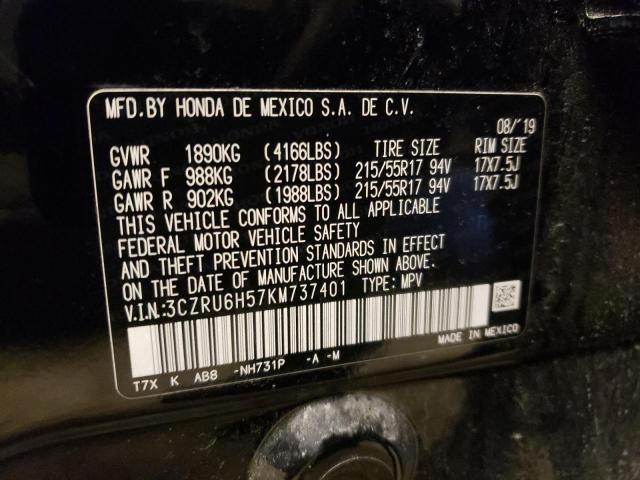 MFD.BY HONDA DE MEXICO S.A. DE C.V.
08/'19
GVWR 1890KG (4166LBS) TIRE SIZE RIM SIZE
GAWR F 988KG (2178LBS) 215/55R17 94V 17X7.5J
GAWR R 902KG (1988LBS) 215/55R17 94V 17X7.5J
THIS VEHICLE CONFORMS TO ALL APPLICABLE
FEDERAL MOTOR VEHICLE SAFETY
AND THEFT PREVENTION STANDARDS IN EFFECT
ON THE DATE OF MANUFACTURE SHOWN ABOVE.
V.I.N.:3CZRU6H57KM737401 TYPE: MPV
MADE IN MEXICO
T7X K AB8 -NH731P -A -M